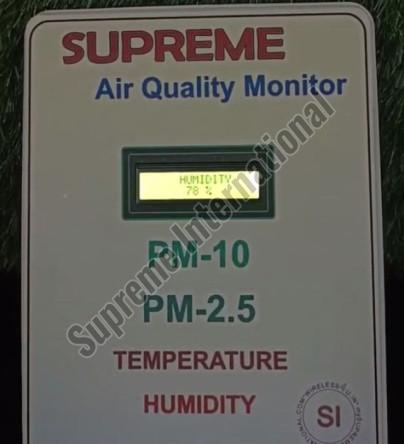 SUPREME
Air Quality Monitor
HUMIDITY
78 %
PM-10
PM-2.5
TEMPERATURE
HUMIDITY
SI
Supreme International